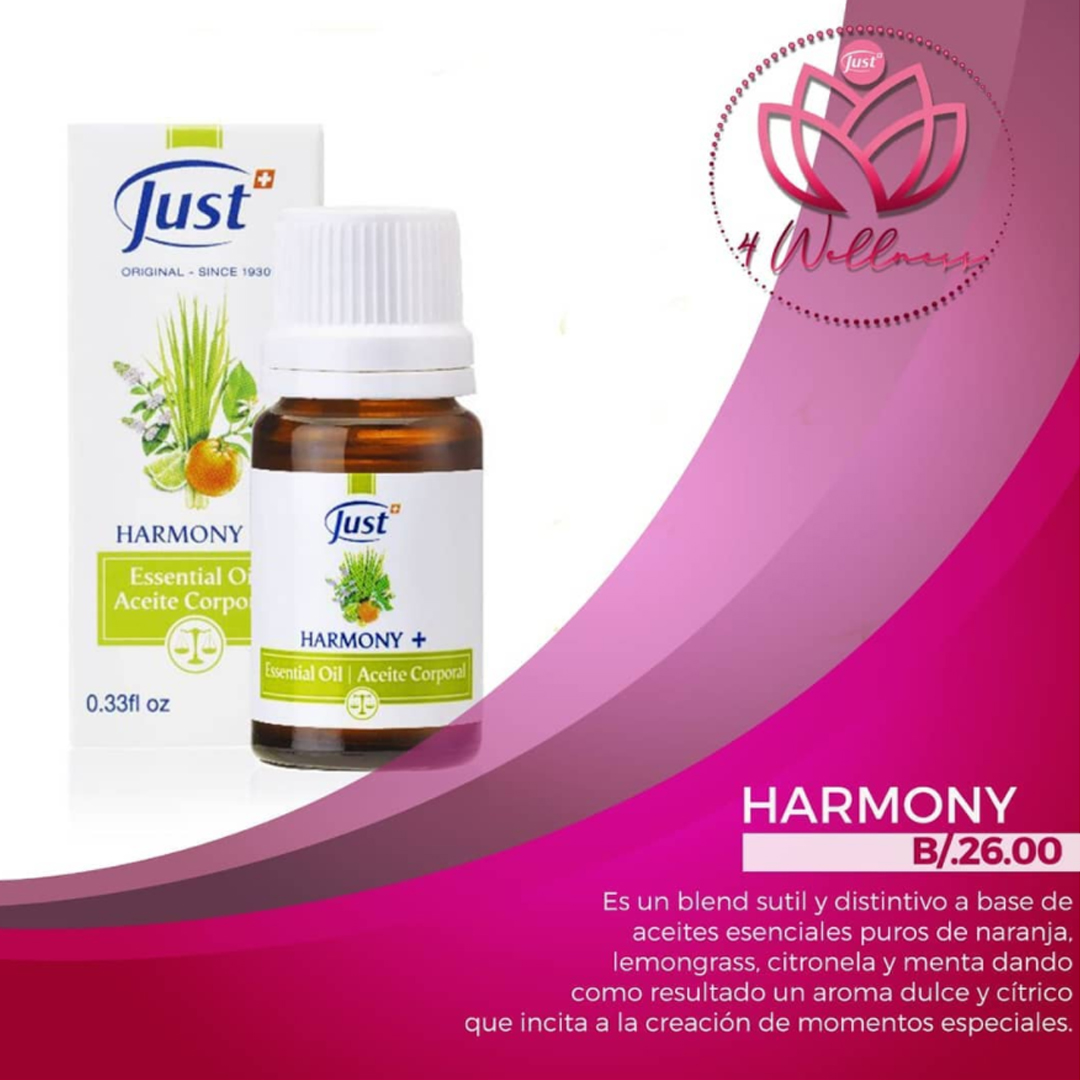 Just
4 Wellness
Just
ORIGINAL - SINCE 1930
HARMONY
Essential Oi
Aceite Corpo
0.33fl oz
Just
HARMONY +
Essential Oil | Aceite Corporal
HARMONY
B/.26.00
Es un blend sutil y distintivo a base de
aceites esenciales puros de naranja,
lemongrass, citronela y menta dando
como resultado un aroma dulce y cítrico
que incita a la creación de momentos especiales.